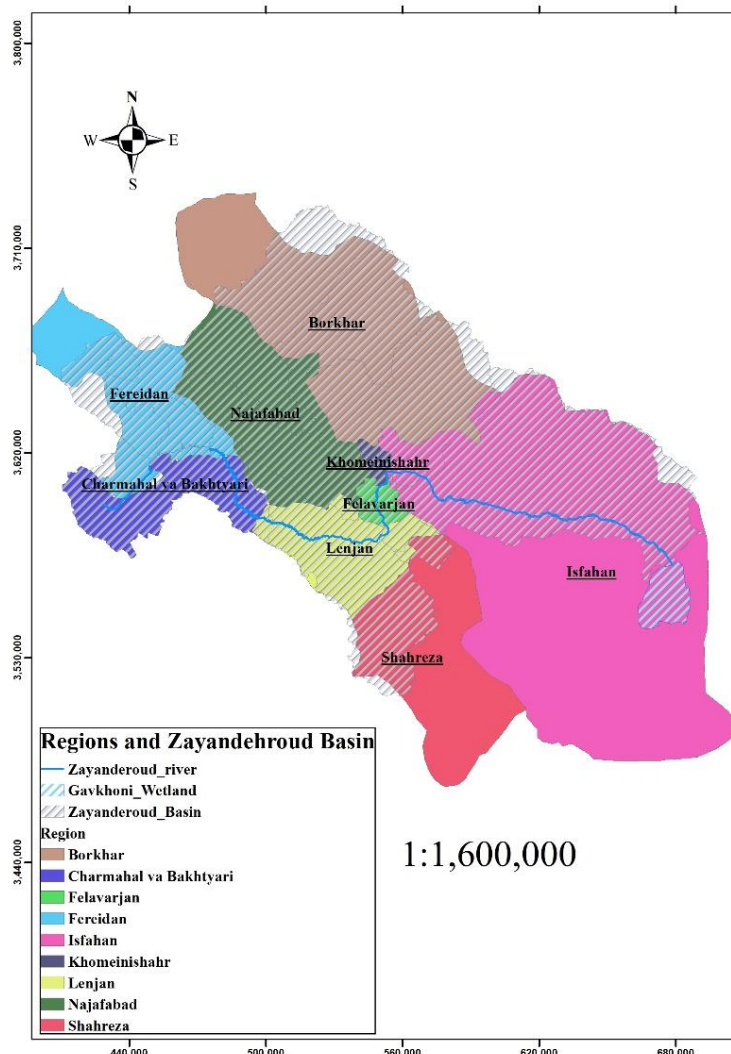 3,800,000
N
W E
S
3,710,000
Borkhar
Fereidan
Najafabad
3,620,000
Khomeinishahr
Charmahal va Bakhtyari
Felavarjan
Lenjan
Isfahan
3,530,000
Shahreza
Regions and Zayandehroud Basin
Zayanderoud_river
Gavkhoni_Wetland
Zayanderoud_Basin
Region
Borkhar
Charmahal va Bakhtyari
Felavarjan
Fereidan
Isfahan
Khomeinishahr
Lenjan
Najafabad
Shahreza
1:1,600,000
3,440,000
440,000 500,000 560,000 620,000 680,000